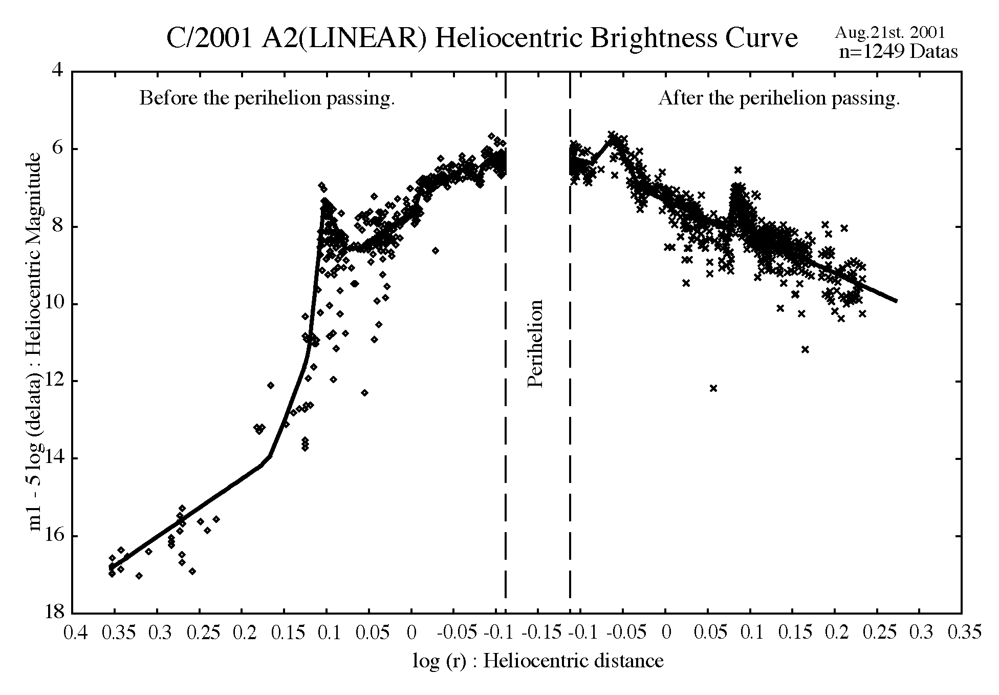 C/2001 A2(LINEAR) Heliocentric Brightness Curve
Aug.21st. 2001
n=1249 Datas
Before the perihelion passing.
After the perihelion passing.
4
6
8
10
12
14
16
18
m1 - 5 log (delata) : Heliocentric Magnitude
Perihelion
0.4 0.35 0.3 0.25 0.2 0.15 0.1 0.05 0 -0.05 -0.1 -0.15 -0.1 -0.05 0 0.05 0.1 0.15 0.2 0.25 0.3 0.35
log (r) : Heliocentric distance